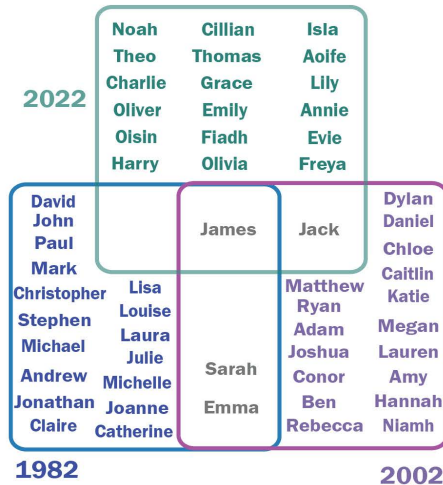 Noah Cillian Isla
Theo Thomas Aoife
Charlie Grace Lily
2022
Oliver Emily Annie
Oisin Fiadh Evie
Harry Olivia Freya
David
John
Paul
Mark
Christopher
Stephen
Michael
Andrew
Jonathan
Claire
Lisa
Louise
Laura
Julie
Michelle
Joanne
Catherine
James Jack
Sarah
Emma
Matthew
Ryan
Adam
Joshua
Conor
Ben
Rebecca
Dylan
Daniel
Chloe
Caitlin
Katie
Megan
Lauren
Amy
Hannah
Niamh
1982
2002